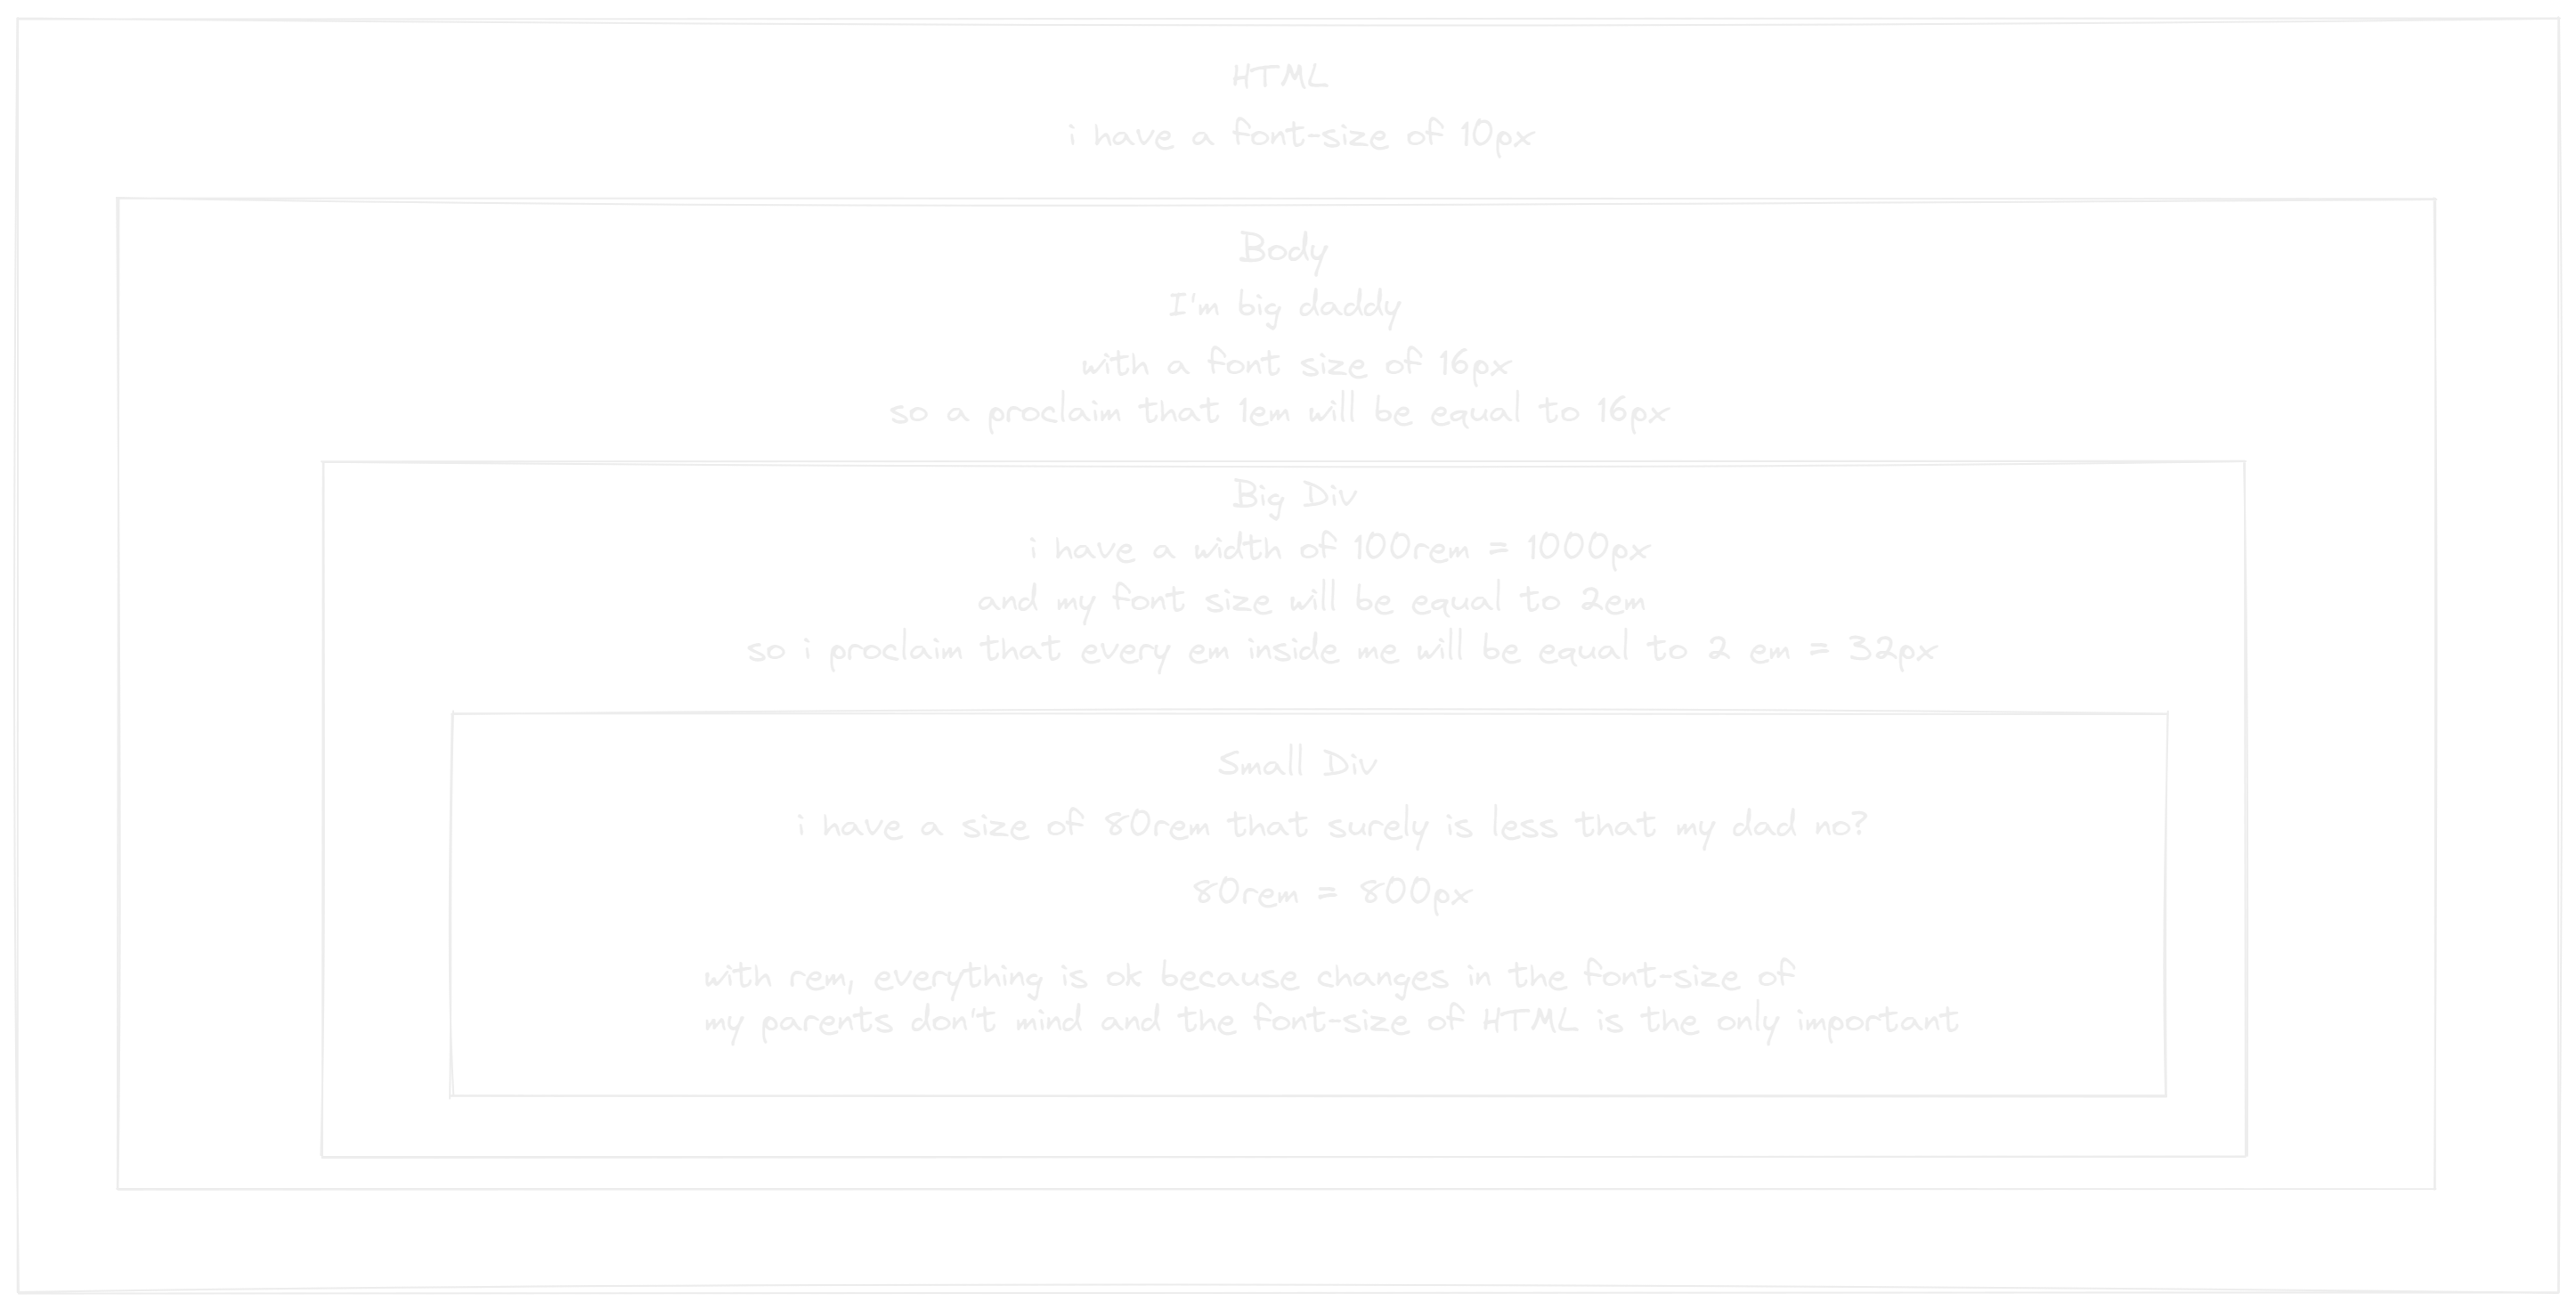 HTML
i have a font-size of 10px
Body
I'm big daddy
with a font size of 16px
so a proclaim that 1em will be equal to 16px
Big Div
i have a width of 100rem = 1000px
and my font size will be equal to 2em
so i proclaim that every em inside me will be equal to 2 em = 32px
Small Div
i have a size of 80rem that surely is less that my dad no?
80rem = 800px
with rem, everything is ok because changes in the font-size of
my parents don't mind and the font-size of HTML is the only important